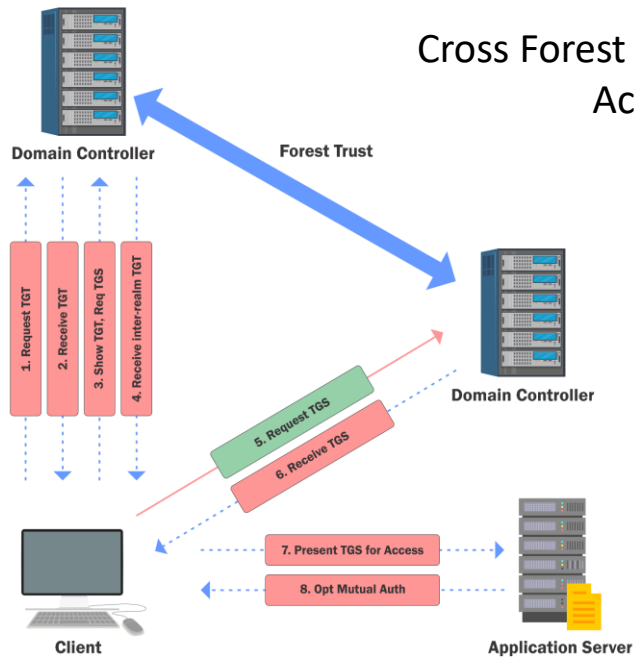 Cross Forest
Ac
Domain Controller
Forest Trust
1. Request TGT
2. Receive TGT
3. Show TGT, Req TGS
4. Receive inter-realm TGT
Domain Controller
5. Request TGS
6. Receive TGS
7. Present TGS for Access
8. Opt Mutual Auth
Client
Application Server